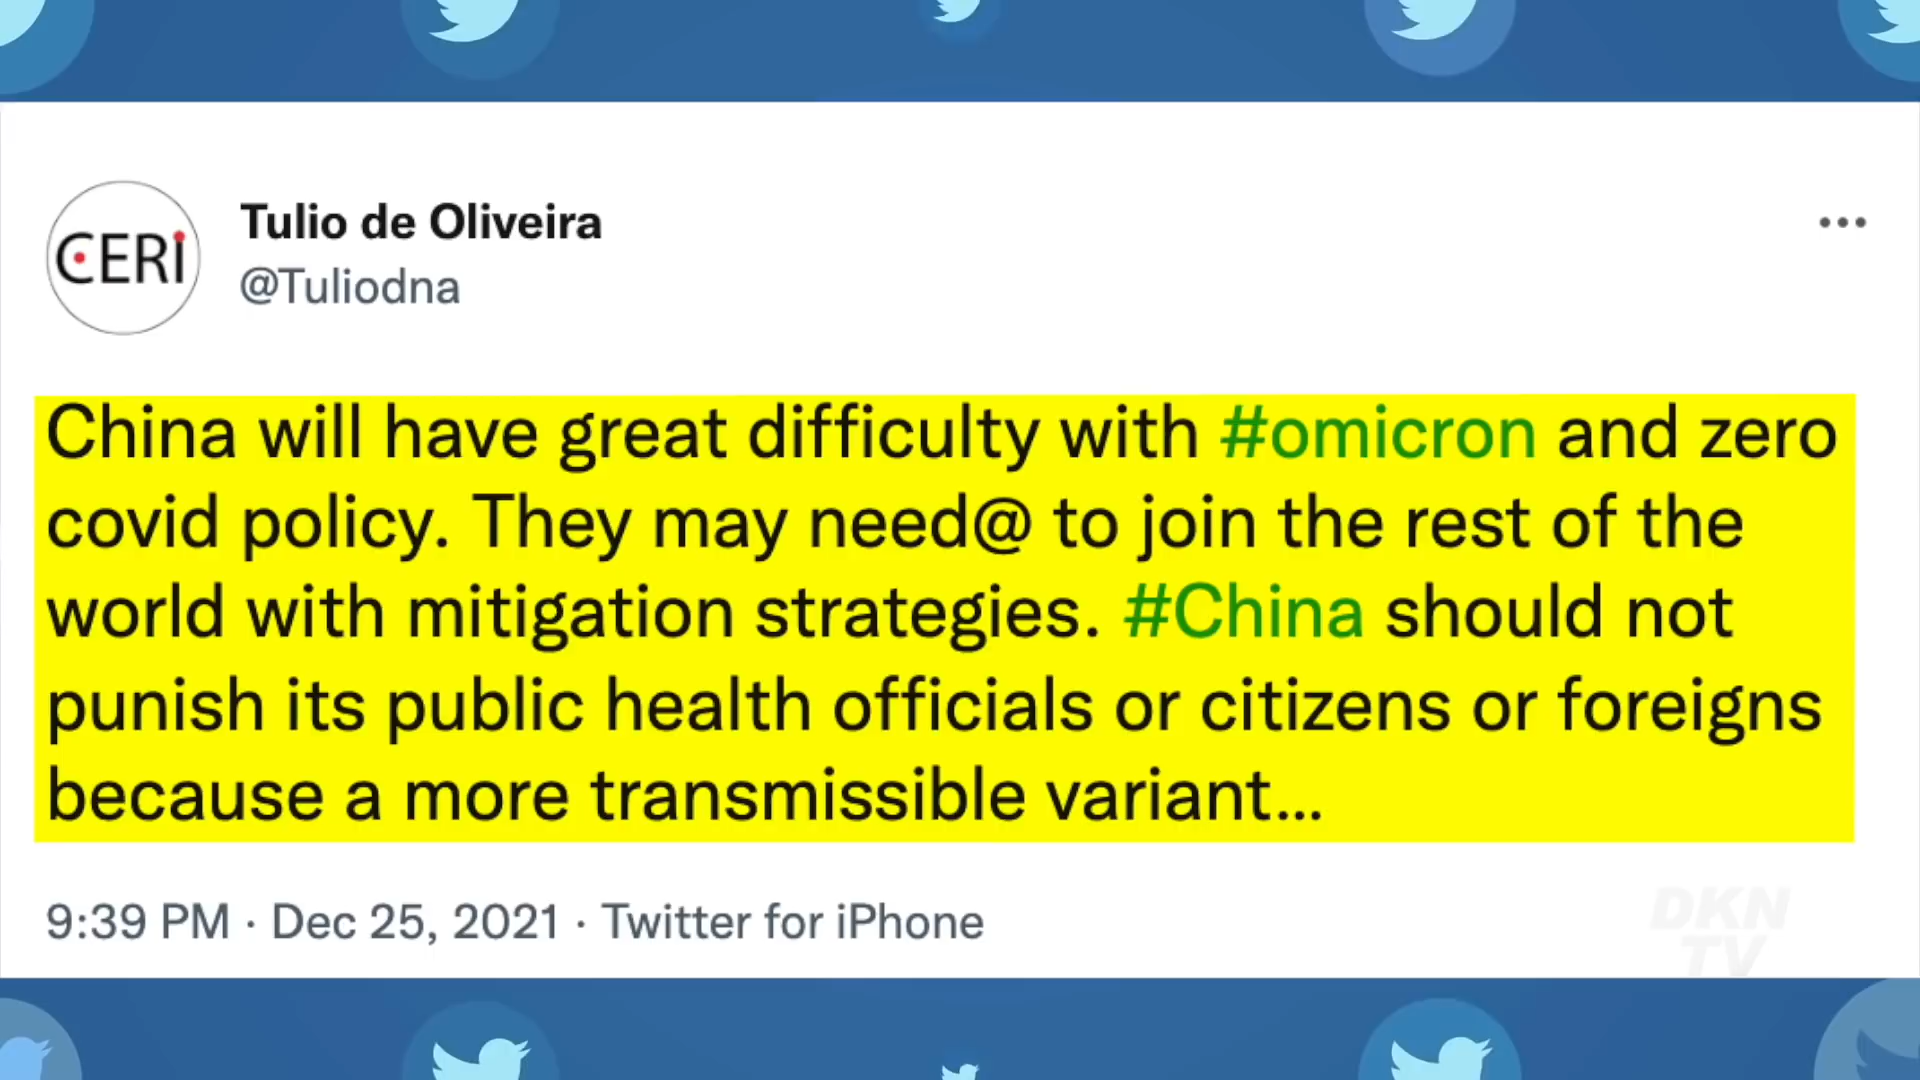 CERI
Tulio de Oliveira
@Tuliodna
China will have great difficulty with #omicron and zero
covid policy. They may need@ to join the rest of the
world with mitigation strategies. #China should not
punish its public health officials or citizens or foreigns
because a more transmissible variant...
9:39 PM · Dec 25, 2021 · Twitter for iPhone
DKN
TV